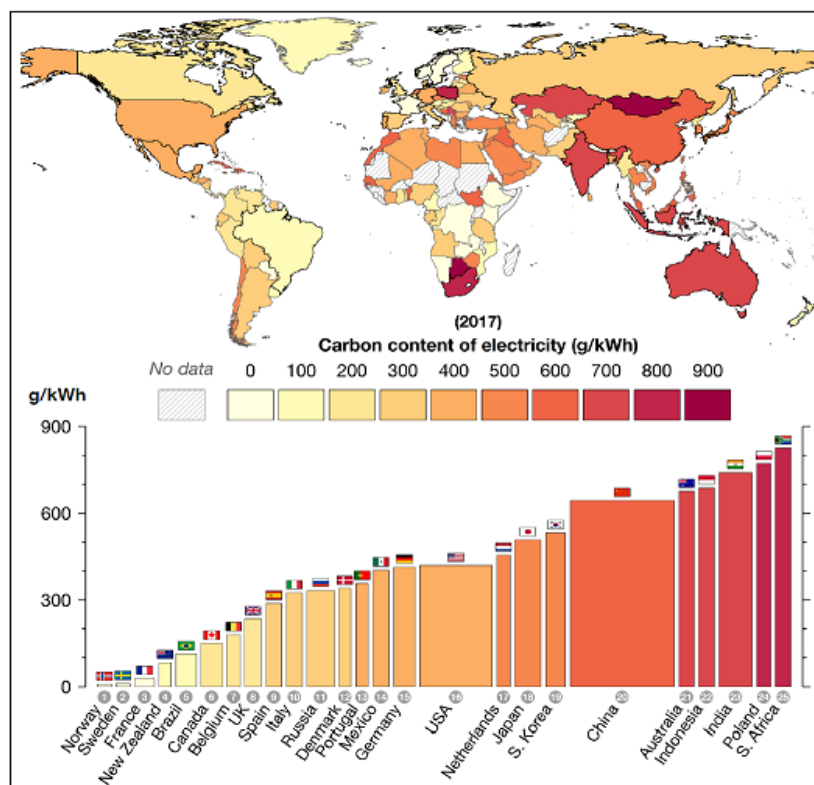 (2017)
Carbon content of electricity (g/kWh)
No data
0 100 200 300 400 500 600 700 800 900
g/kWh
900
600
300
0
1 2 3 4 5 6 7 8 9 10 11 12 13 14 15 16 17 18 19 20 21 22 23 24 25
Norway
Sweden
France
New Zealand
Brazil
Canada
Belgium
UK
Spain
Italy
Russia
Denmark
Portugal
Mexico
Germany
USA
Netherlands
Japan
S. Korea
China
Australia
Indonesia
India
Poland
S. Africa